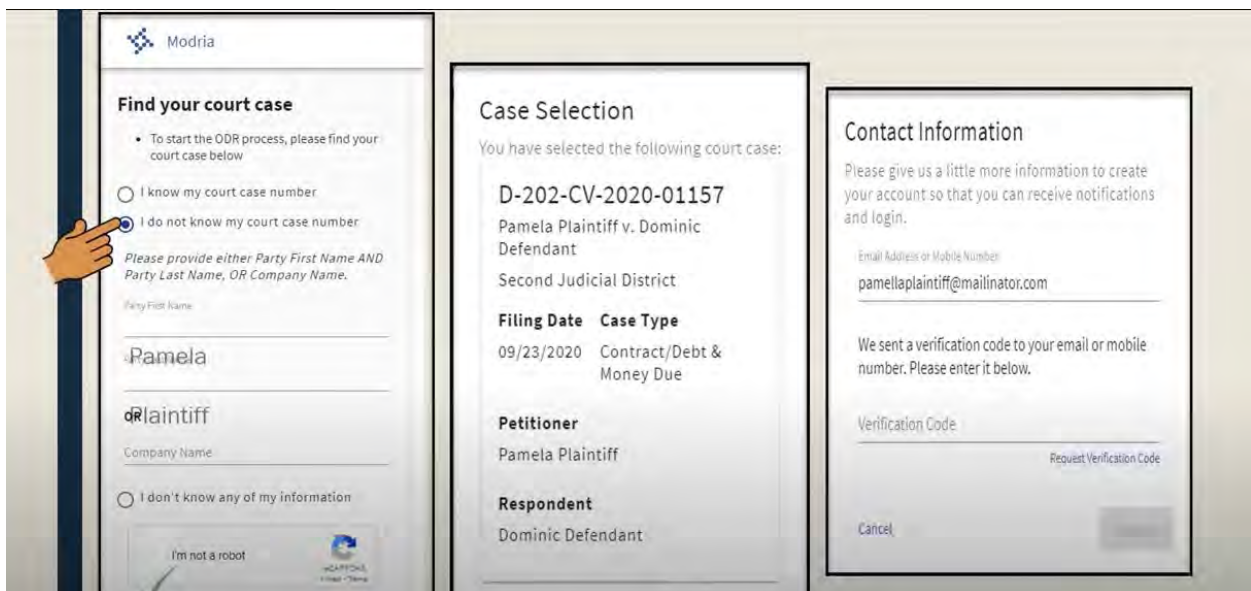 Modria
Find your court case
• To start the ODR process, please find your
court case below
I know my court case number
I do not know my court case number
Please provide either Party First Name AND
Party Last Name, OR Company Name.
Party First Name
Pamela
OR
Plaintiff
Company Name
I don't know any of my information
I'm not a robot
reCAPTCHA
Case Selection
You have selected the following court case:
D-202-CV-2020-01157
Pamela Plaintiff v. Dominic
Defendant
Second Judicial District
Filing Date Case Type
09/23/2020 Contract/Debt &
Money Due
Petitioner
Pamela Plaintiff
Respondent
Dominic Defendant
Contact Information
Please give us a little more information to create
your account so that you can receive notifications
and login.
Email Address or Mobile Number
pamellaplaintiff@mailinator.com
We sent a verification code to your email or mobile
number. Please enter it below.
Verification Code
Request Verification Code
Cancel